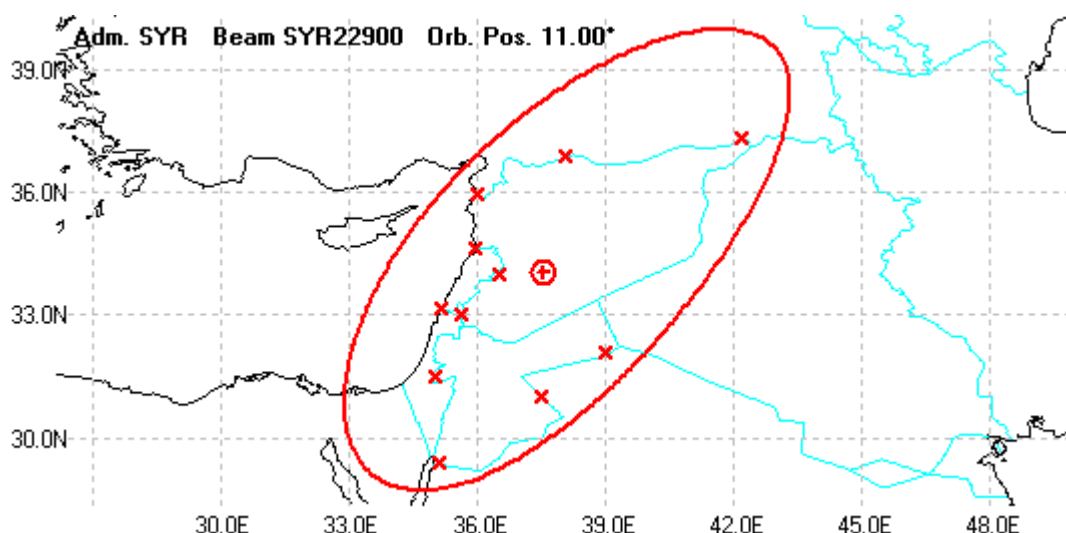 Adm. SYR Beam SYR22900 Orb. Pos. 11.00*
39.0N
36.0N
33.0N
30.0N
30.0E 33.0E 36.0E 39.0E 42.0E 45.0E 48.0E